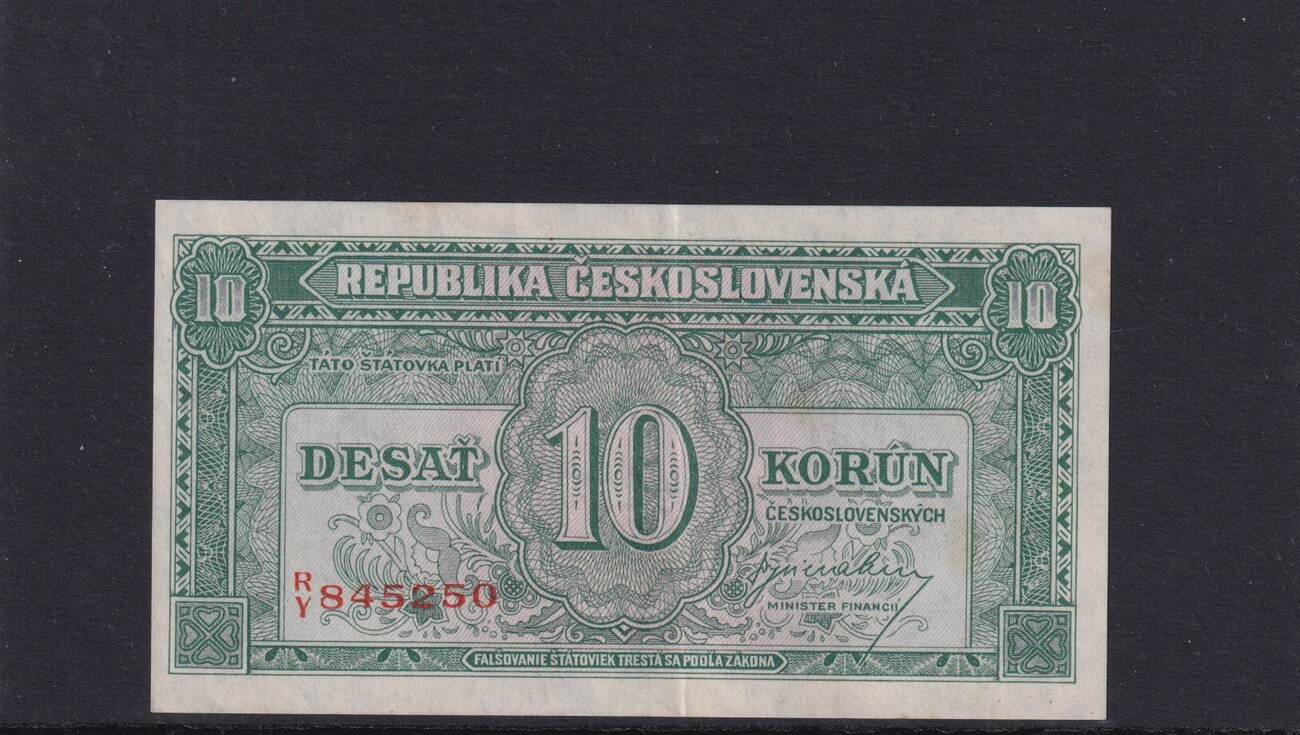 10 REPUBLIKA ČESKOSLOVENSKÁ 10
TÁTO ŠTÁTOVKA PLATÍ
DESAŤ 10 KORÚN
ČESKOSLOVENSKÝCH
R/Y 845250
MINISTER FINANCIÍ
FALŠOVANIE ŠTÁTOVIEK TRESTÁ SA PODĽA ZÁKONA